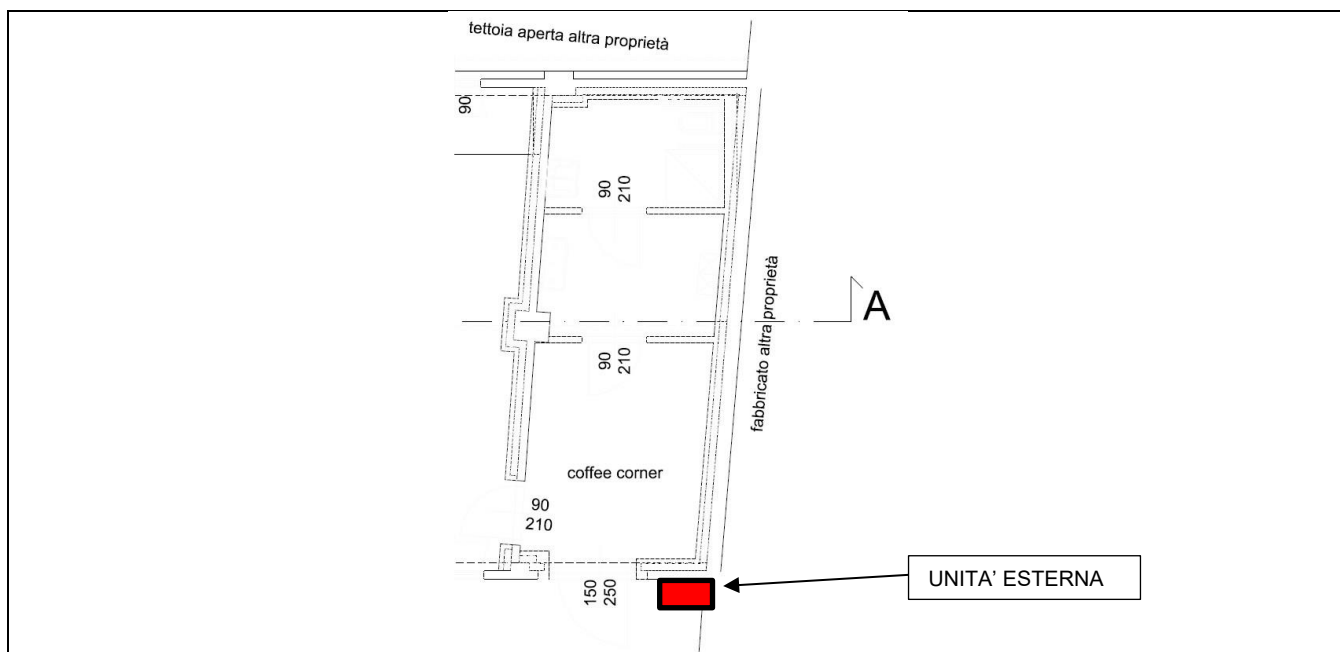 tettoia aperta altra proprietà
90
90
210
fabbricato altra proprietà
A
90
210
coffee corner
90
210
150
250
UNITA' ESTERNA